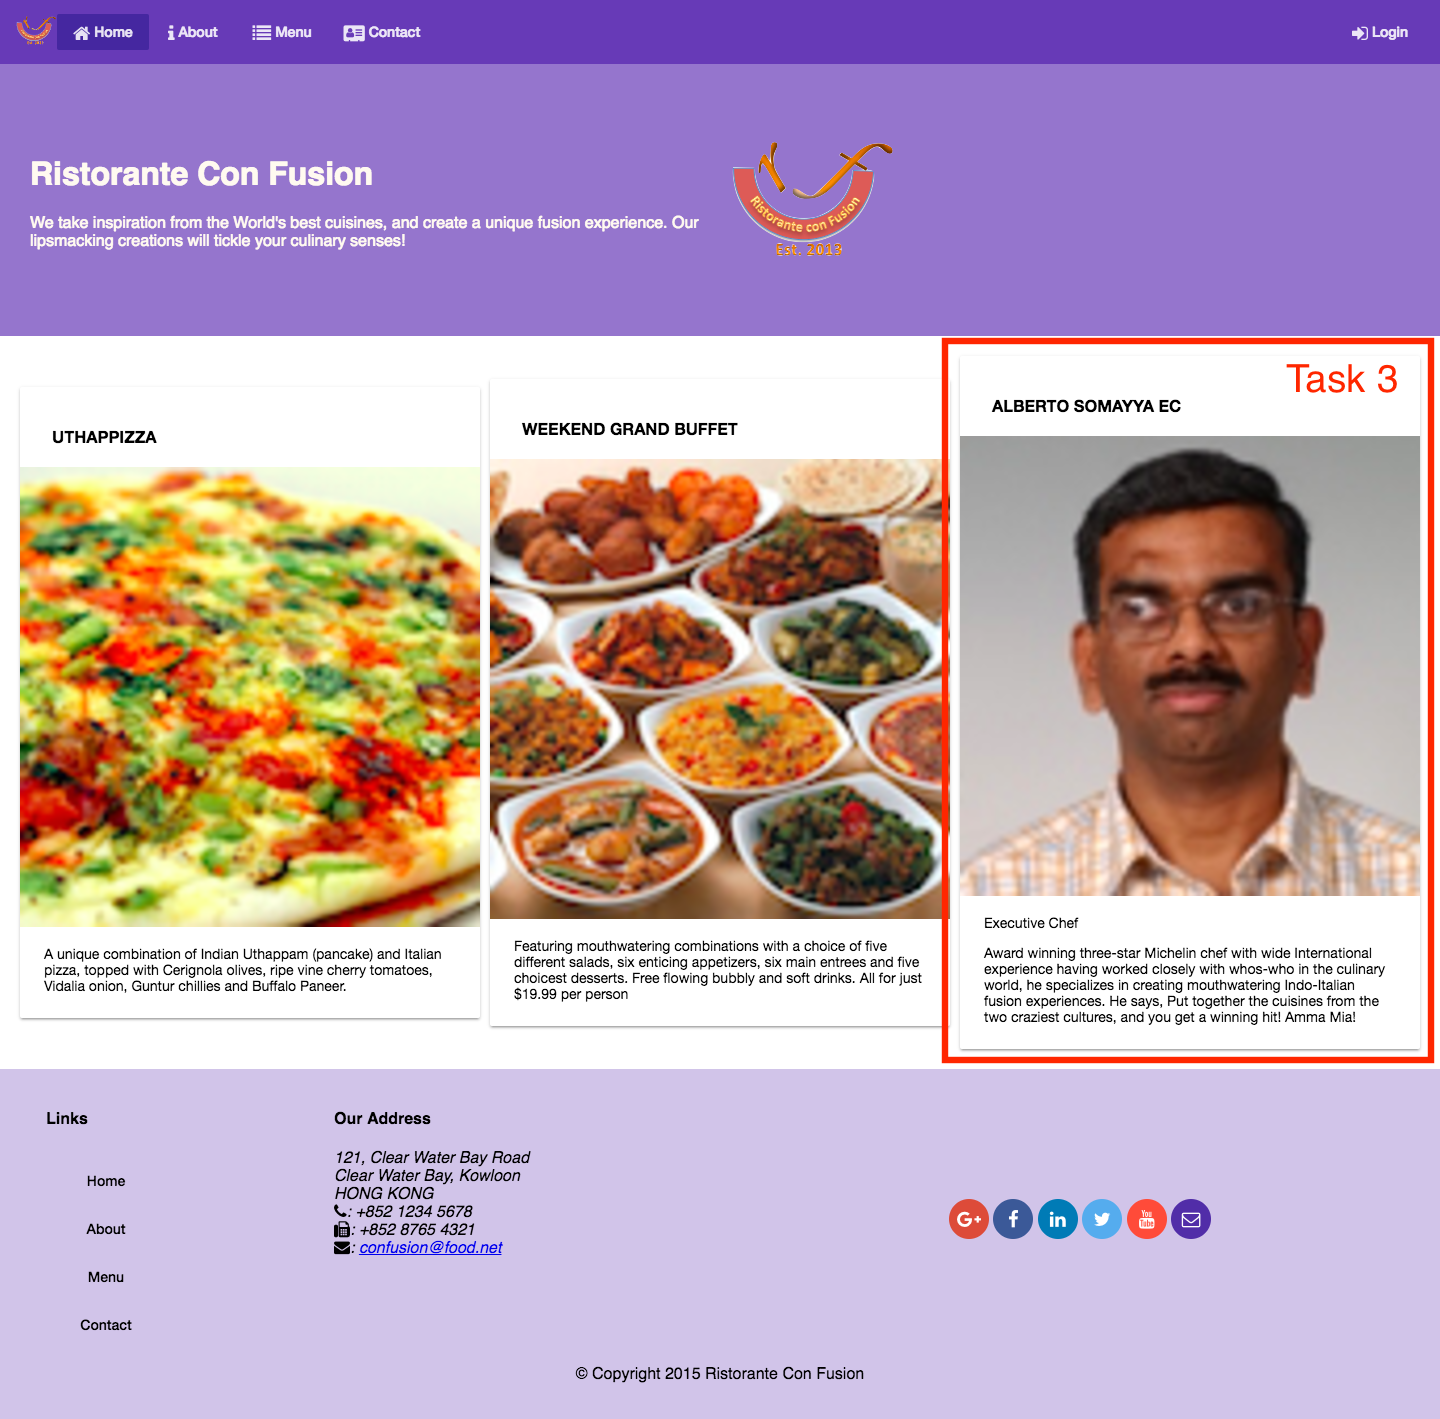 Home About Menu Contact Login
Ristorante Con Fusion
We take inspiration from the World's best cuisines, and create a unique fusion experience. Our
lipsmacking creations will tickle your culinary senses!
Ristorante con Fusion
Est. 2013
Task 3
UTHAPPIZZA
A unique combination of Indian Uthappam (pancake) and Italian
pizza, topped with Cerignola olives, ripe vine cherry tomatoes,
Vidalia onion, Guntur chillies and Buffalo Paneer.
WEEKEND GRAND BUFFET
Featuring mouthwatering combinations with a choice of five
different salads, six enticing appetizers, six main entrees and five
choicest desserts. Free flowing bubbly and soft drinks. All for just
$19.99 per person
ALBERTO SOMAYYA EC
Executive Chef
Award winning three-star Michelin chef with wide International
experience having worked closely with whos-who in the culinary
world, he specializes in creating mouthwatering Indo-Italian
fusion experiences. He says, Put together the cuisines from the
two craziest cultures, and you get a winning hit! Amma Mia!
Links
Home
About
Menu
Contact
Our Address
121, Clear Water Bay Road
Clear Water Bay, Kowloon
HONG KONG
: +852 1234 5678
: +852 8765 4321
: confusion@food.net
G+ f in You Tube
© Copyright 2015 Ristorante Con Fusion